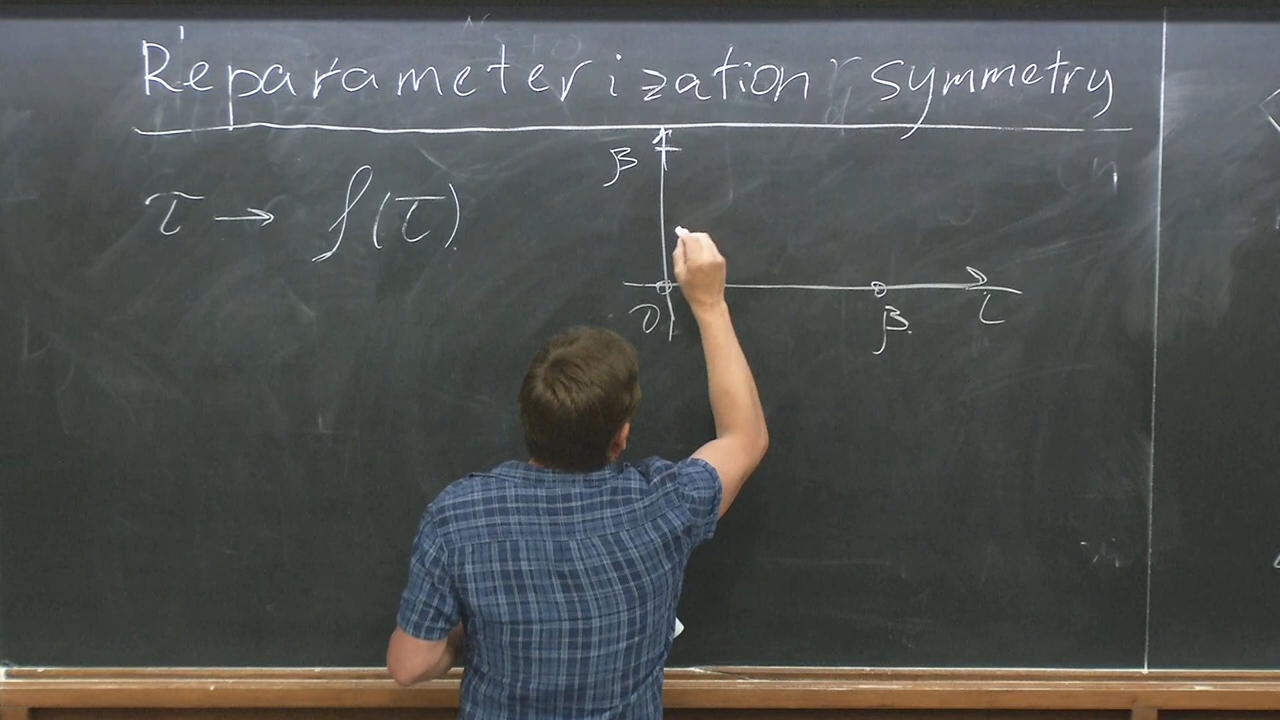 Reparameterization symmetry
β
τ → f(τ)
0 β τ